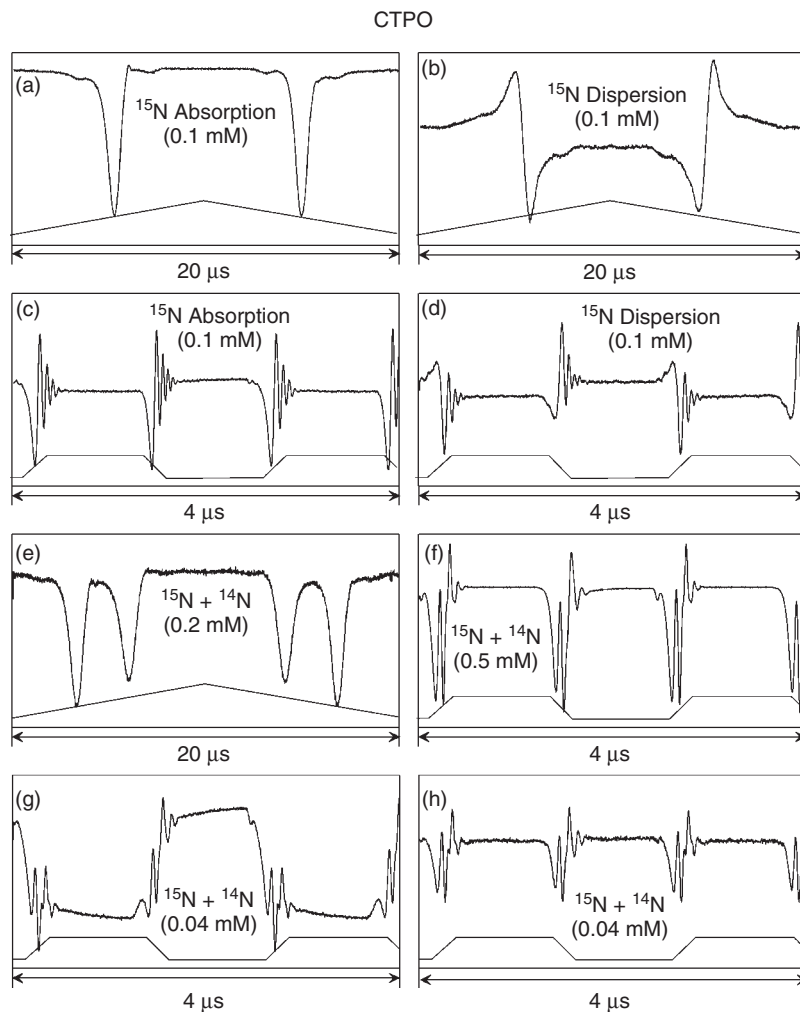 CTPO
(a)
¹⁵N Absorption
(0.1 mM)
20 μs
(b)
¹⁵N Dispersion
(0.1 mM)
20 μs
(c)
¹⁵N Absorption
(0.1 mM)
4 μs
(d)
¹⁵N Dispersion
(0.1 mM)
4 μs
(e)
¹⁵N + ¹⁴N
(0.2 mM)
20 μs
(f)
¹⁵N + ¹⁴N
(0.5 mM)
4 μs
(g)
¹⁵N + ¹⁴N
(0.04 mM)
4 μs
(h)
¹⁵N + ¹⁴N
(0.04 mM)
4 μs